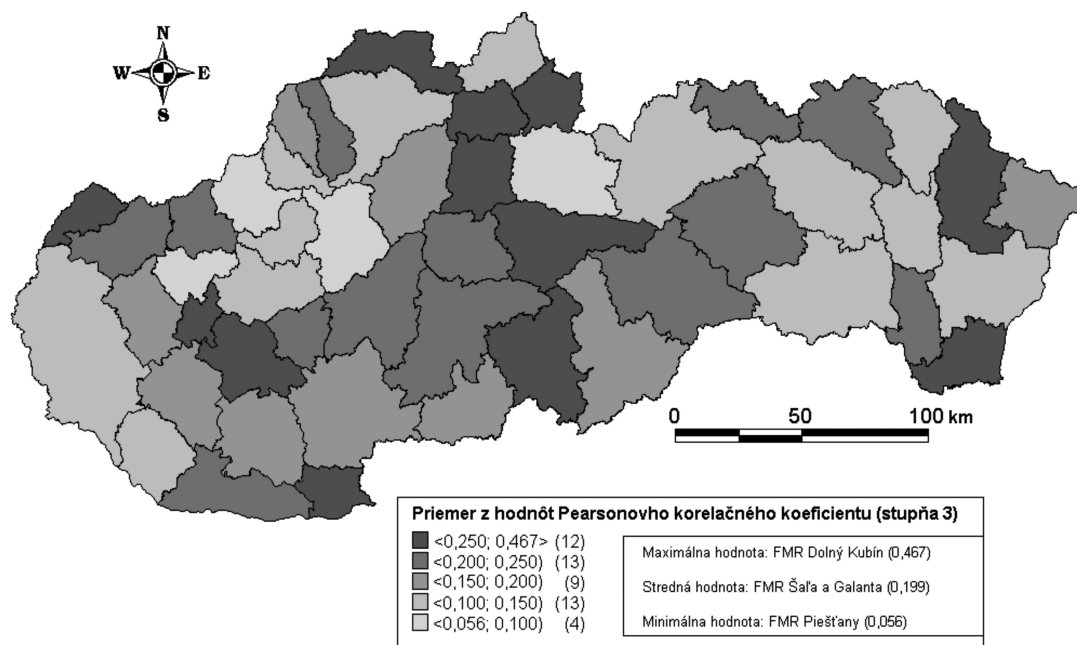 N
W E
S
0 50 100 km
Priemer z hodnôt Pearsonovho korelačného koeficientu (stupňa 3)
<0,250; 0,467> (12)
<0,200; 0,250) (13)
<0,150; 0,200) (9)
<0,100; 0,150) (13)
<0,056; 0,100) (4)
Maximálna hodnota: FMR Dolný Kubín (0,467)
Stredná hodnota: FMR Šaľa a Galanta (0,199)
Minimálna hodnota: FMR Piešťany (0,056)